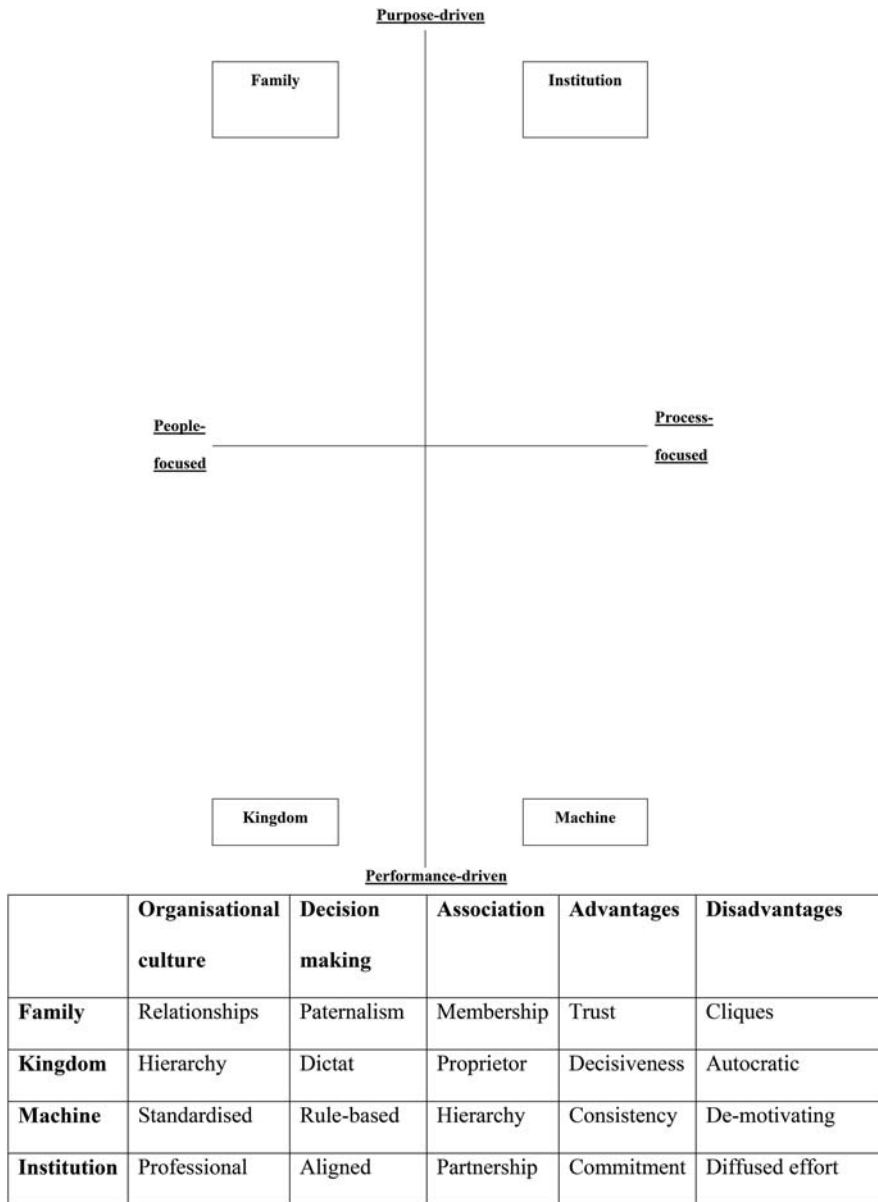 Purpose-driven
Family
Institution
People-
focused
Process-
focused
Kingdom
Machine
Performance-driven
Organisational culture Decision making Association Advantages Disadvantages
Family Relationships Paternalism Membership Trust Cliques
Kingdom Hierarchy Dictat Proprietor Decisiveness Autocratic
Machine Standardised Rule-based Hierarchy Consistency De-motivating
Institution Professional Aligned Partnership Commitment Diffused effort